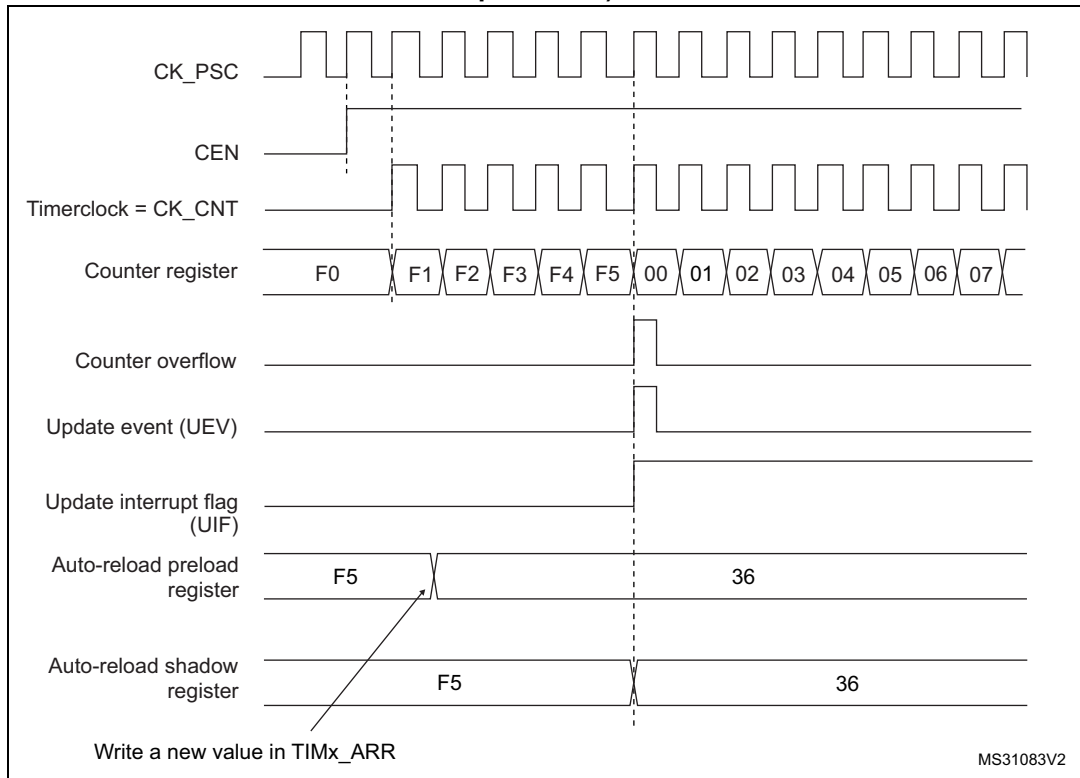 CK_PSC
CEN
Timerclock = CK_CNT
Counter register F0 F1 F2 F3 F4 F5 00 01 02 03 04 05 06 07
Counter overflow
Update event (UEV)
Update interrupt flag
(UIF)
Auto-reload preload
register
F5 36
Auto-reload shadow
register
F5 36
Write a new value in TIMx_ARR
MS31083V2